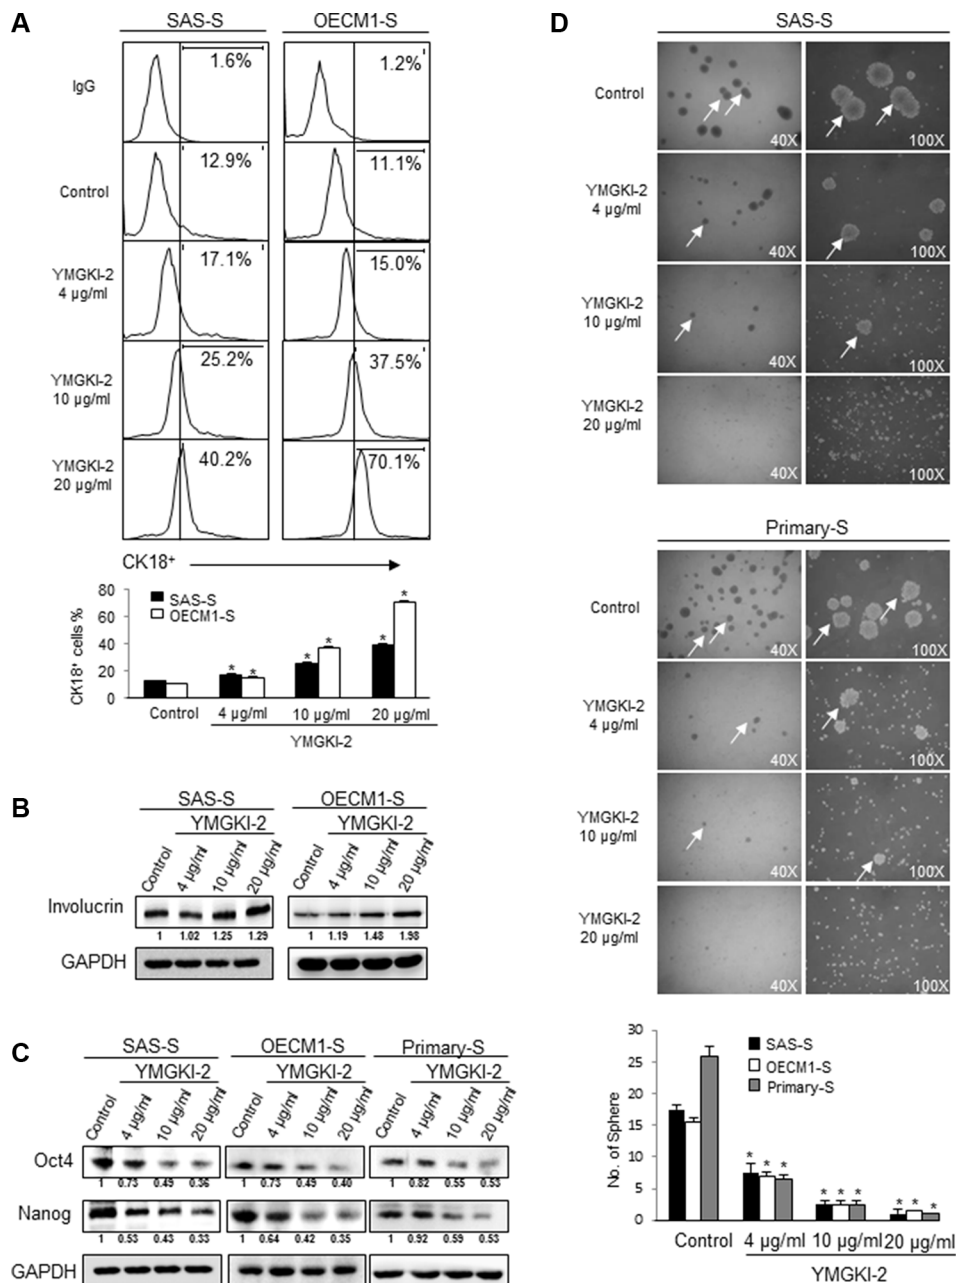 A
SAS-S OECM1-S
IgG
1.6% 1.2%
Control
12.9% 11.1%
YMGKI-2
4 µg/ml
17.1% 15.0%
YMGKI-2
10 µg/ml
25.2% 37.5%
YMGKI-2
20 µg/ml
40.2% 70.1%
CK18+
CK18+ cells %
80
60
40
20
0
SAS-S
OECM1-S
* * * * * *
Control 4 µg/ml 10 µg/ml 20 µg/ml
YMGKI-2
B
SAS-S OECM1-S
YMGKI-2 YMGKI-2
Control 4 µg/ml 10 µg/ml 20 µg/ml Control 4 µg/ml 10 µg/ml 20 µg/ml
Involucrin
1 1.02 1.25 1.29 1 1.19 1.48 1.98
GAPDH
C
SAS-S OECM1-S Primary-S
YMGKI-2 YMGKI-2 YMGKI-2
Control 4 µg/ml 10 µg/ml 20 µg/ml Control 4 µg/ml 10 µg/ml 20 µg/ml Control 4 µg/ml 10 µg/ml 20 µg/ml
Oct4
1 0.73 0.49 0.36 1 0.73 0.49 0.40 1 0.82 0.55 0.53
Nanog
1 0.53 0.43 0.33 1 0.64 0.42 0.35 1 0.92 0.59 0.53
GAPDH
D
SAS-S
Control
40X 100X
YMGKI-2
4 µg/ml
40X 100X
YMGKI-2
10 µg/ml
40X 100X
YMGKI-2
20 µg/ml
40X 100X
Primary-S
Control
40X 100X
YMGKI-2
4 µg/ml
40X 100X
YMGKI-2
10 µg/ml
40X 100X
YMGKI-2
20 µg/ml
40X 100X
No. of Sphere
30
25
20
15
10
5
0
SAS-S
OECM1-S
Primary-S
* * * * * * * * *
Control 4 µg/ml 10 µg/ml 20 µg/ml
YMGKI-2